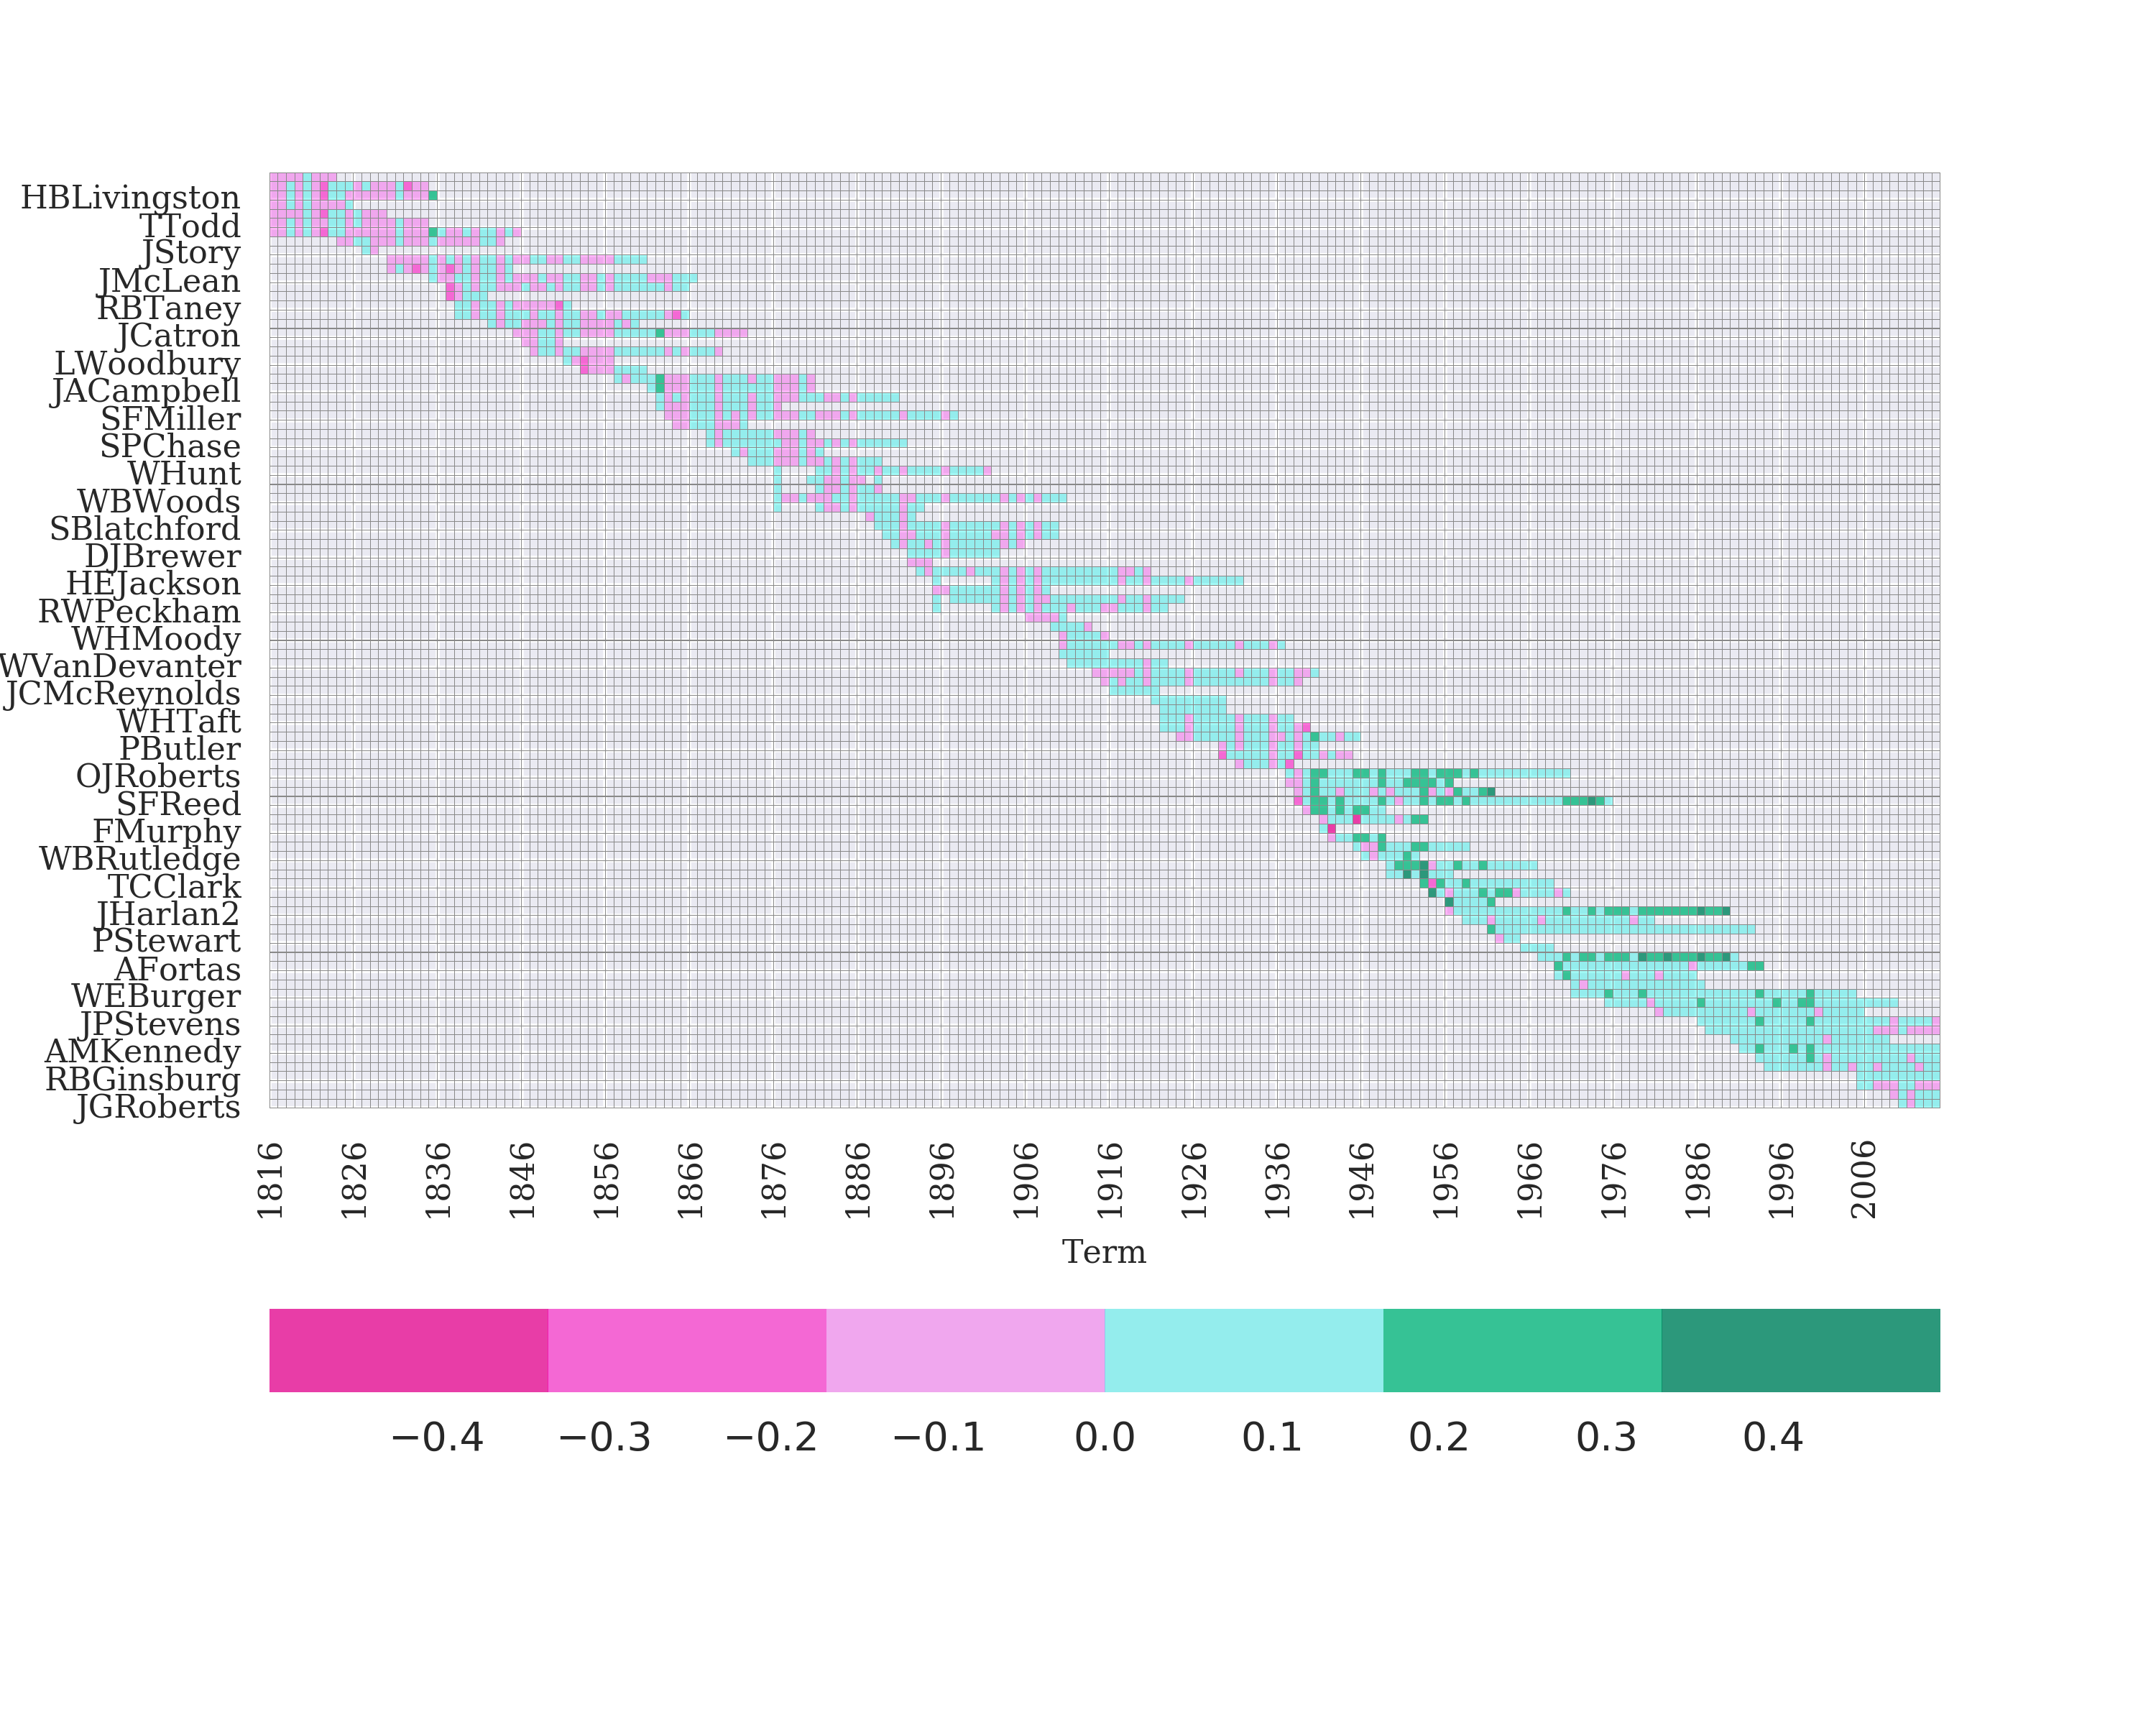 HBLivingston
TTodd
JStory
JMcLean
RBTaney
JCatron
LWoodbury
JACampbell
SFMiller
SPChase
WHunt
WBWoods
SBlatchford
DJBrewer
HEJackson
RWPeckham
WHMoody
WVanDevanter
JCMcReynolds
WHTaft
PButler
OJRoberts
SFReed
FMurphy
WBRutledge
TCClark
JHarlan2
PStewart
AFortas
WEBurger
JPStevens
AMKennedy
RBGinsburg
JGRoberts
1816 1826 1836 1846 1856 1866 1876 1886 1896 1906 1916 1926 1936 1946 1956 1966 1976 1986 1996 2006
Term
−0.4 −0.3 −0.2 −0.1 0.0 0.1 0.2 0.3 0.4